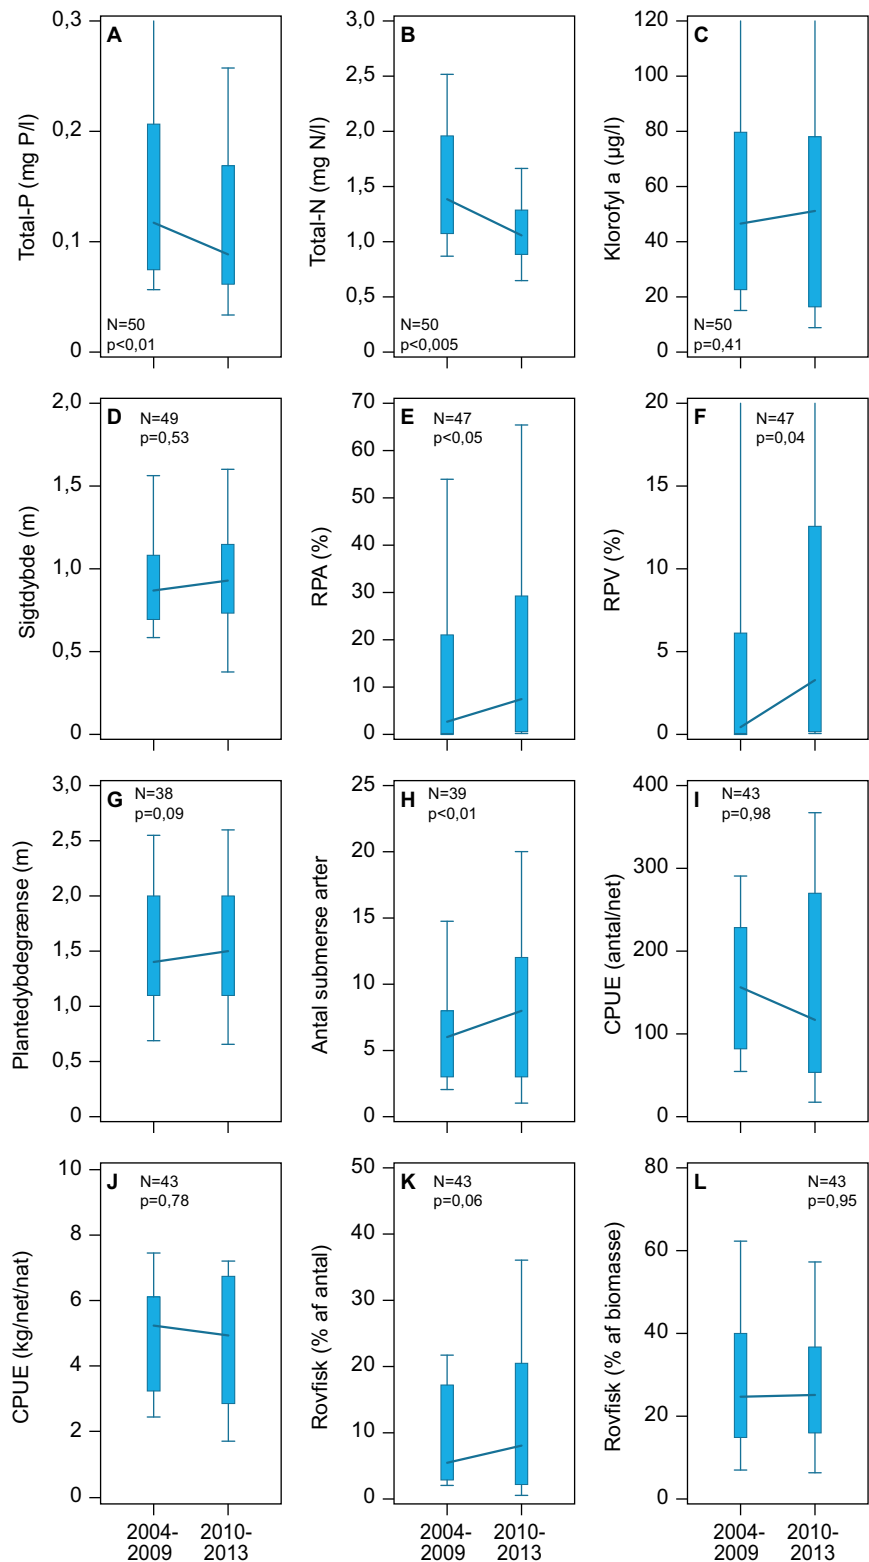 A
Total-P (mg P/l)
0,3
0,2
0,1
0
N=50
p<0,01
B
Total-N (mg N/l)
3,0
2,5
2,0
1,5
1,0
0,5
0
N=50
p<0,005
C
Klorofyl a (µg/l)
120
100
80
60
40
20
0
N=50
p=0,41
D
N=49
p=0,53
Sigtdybde (m)
2,0
1,5
1,0
0,5
0
E
N=47
p<0,05
RPA (%)
70
60
50
40
30
20
10
0
F
N=47
p=0,04
RPV (%)
20
15
10
5
0
G
N=38
p=0,09
Plantedybdegrænse (m)
3,0
2,5
2,0
1,5
1,0
0,5
0
H
N=39
p<0,01
Antal submerse arter
25
20
15
10
5
0
I
N=43
p=0,98
CPUE (antal/net)
400
300
200
100
0
J
N=43
p=0,78
CPUE (kg/net/nat)
10
8
6
4
2
0
2004-
2009
2010-
2013
K
N=43
p=0,06
Rovfisk (% af antal)
50
40
30
20
10
0
2004-
2009
2010-
2013
L
N=43
p=0,95
Rovfisk (% af biomasse)
80
60
40
20
0
2004-
2009
2010-
2013